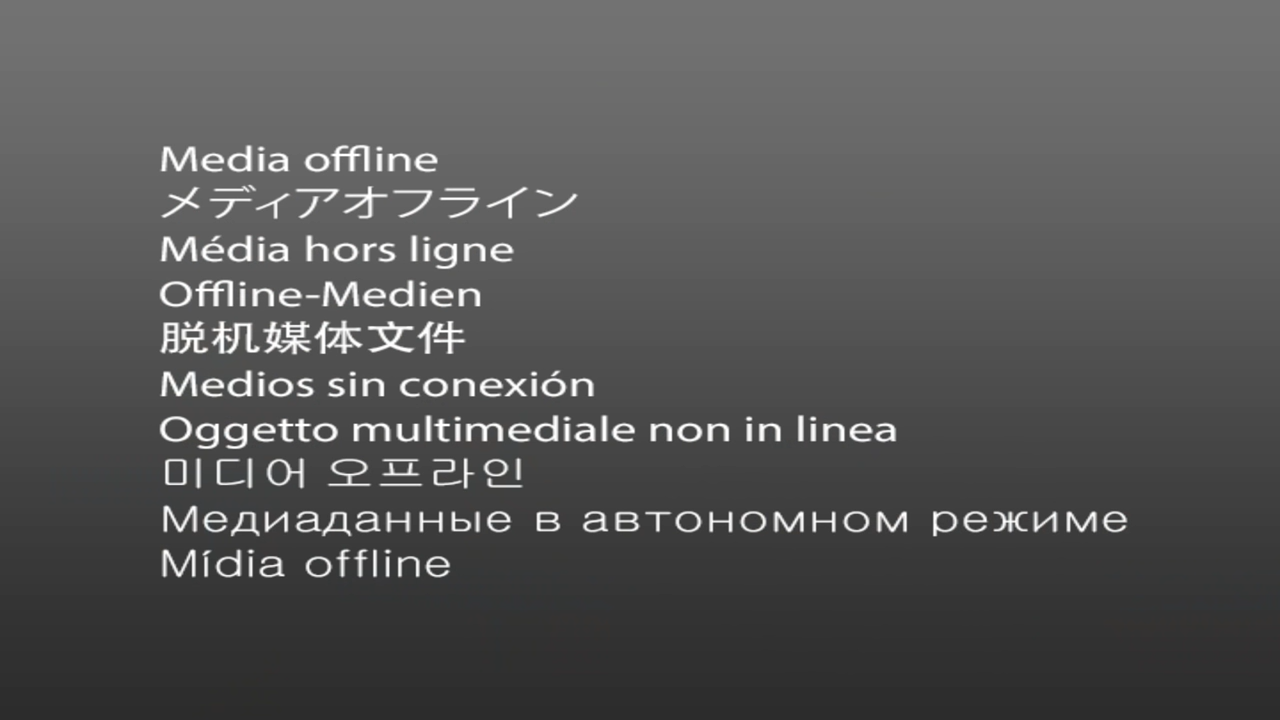 Media offline
メディアオフライン
Média hors ligne
Offline-Medien
脱机媒体文件
Medios sin conexión
Oggetto multimediale non in linea
미디어 오프라인
Медиаданные в автономном режиме
Mídia offline